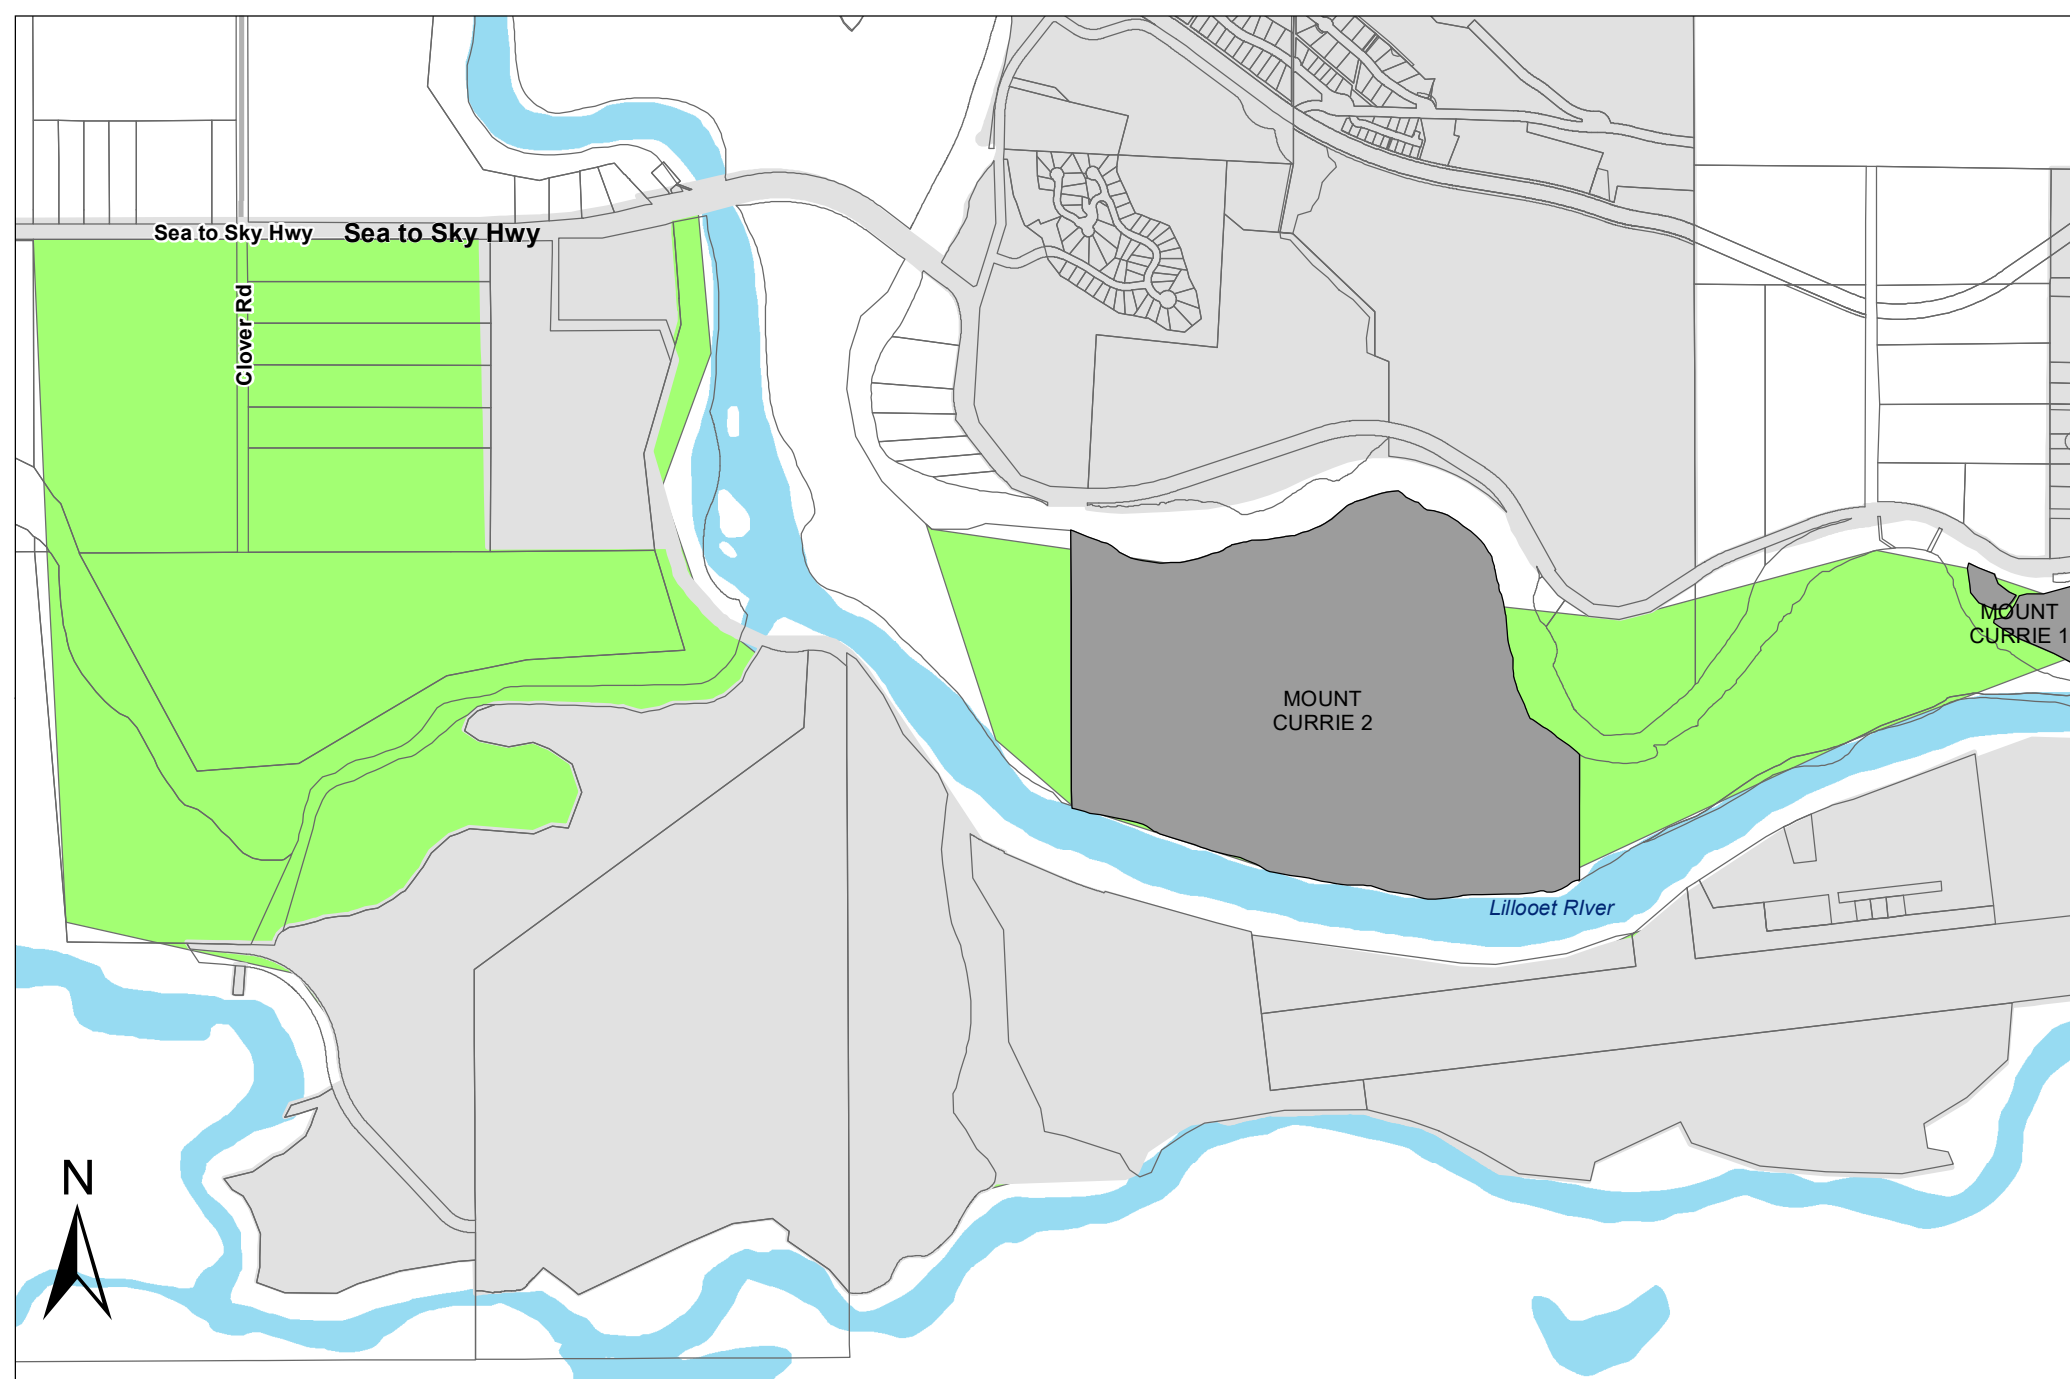 Sea to Sky Hwy
Sea to Sky Hwy
Clover Rd
MOUNT
CURRIE 1
MOUNT
CURRIE 2
Lillooet RIver
N